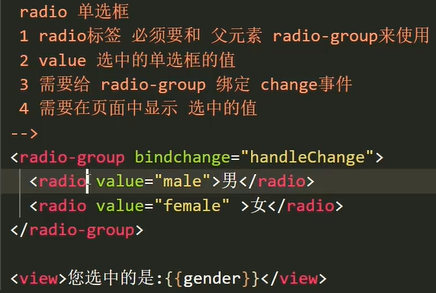 radio 单选框
1 radio标签 必须要和 父元素 radio-group来使用
2 value 选中的单选框的值
3 需要给 radio-group 绑定 change事件
4 需要在页面中显示 选中的值
-->
<radio-group bindchange="handleChange">
<radio value="male">男</radio>
<radio value="female" >女</radio>
</radio-group>
<view>您选中的是:{{gender}}</view>